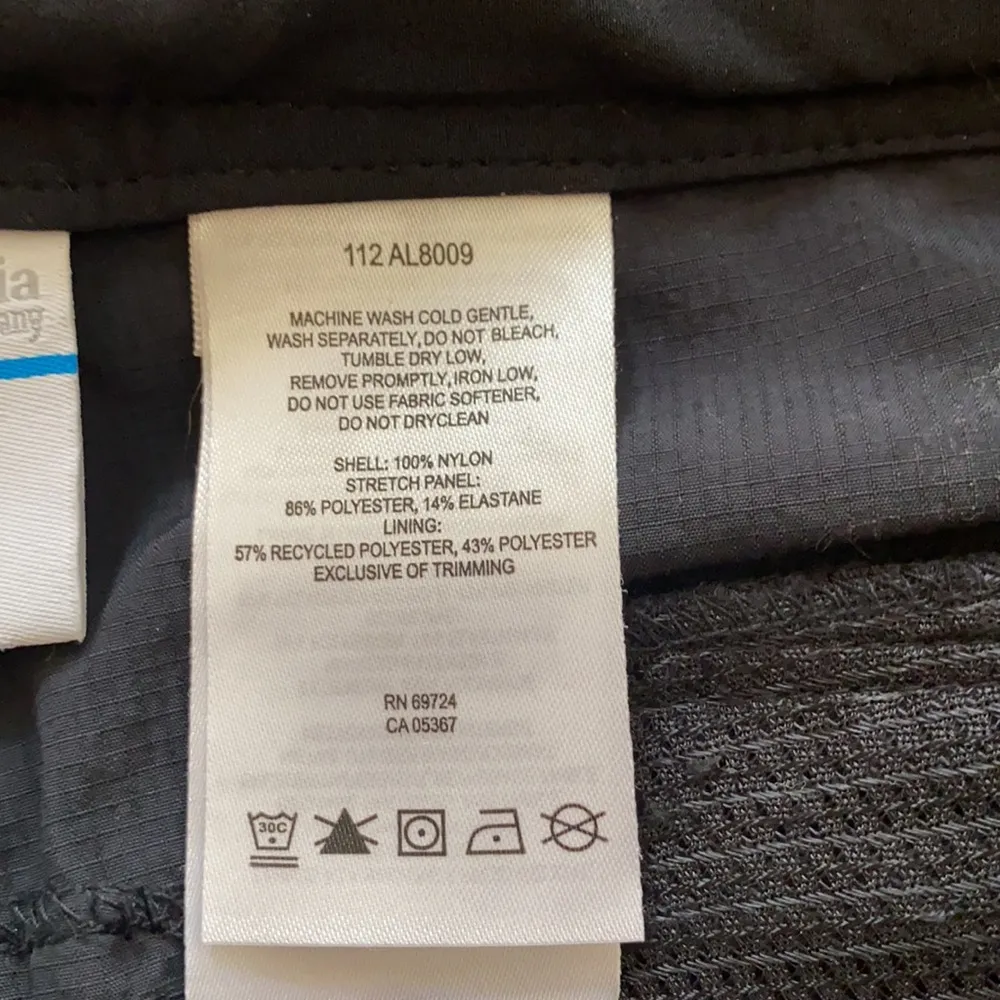 112 AL8009
MACHINE WASH COLD GENTLE,
WASH SEPARATELY, DO NOT BLEACH,
TUMBLE DRY LOW,
REMOVE PROMPTLY, IRON LOW,
DO NOT USE FABRIC SOFTENER,
DO NOT DRYCLEAN
SHELL: 100% NYLON
STRETCH PANEL:
86% POLYESTER, 14% ELASTANE
LINING:
57% RECYCLED POLYESTER, 43% POLYESTER
EXCLUSIVE OF TRIMMING
RN 69724
CA 05367
30C
ia
any